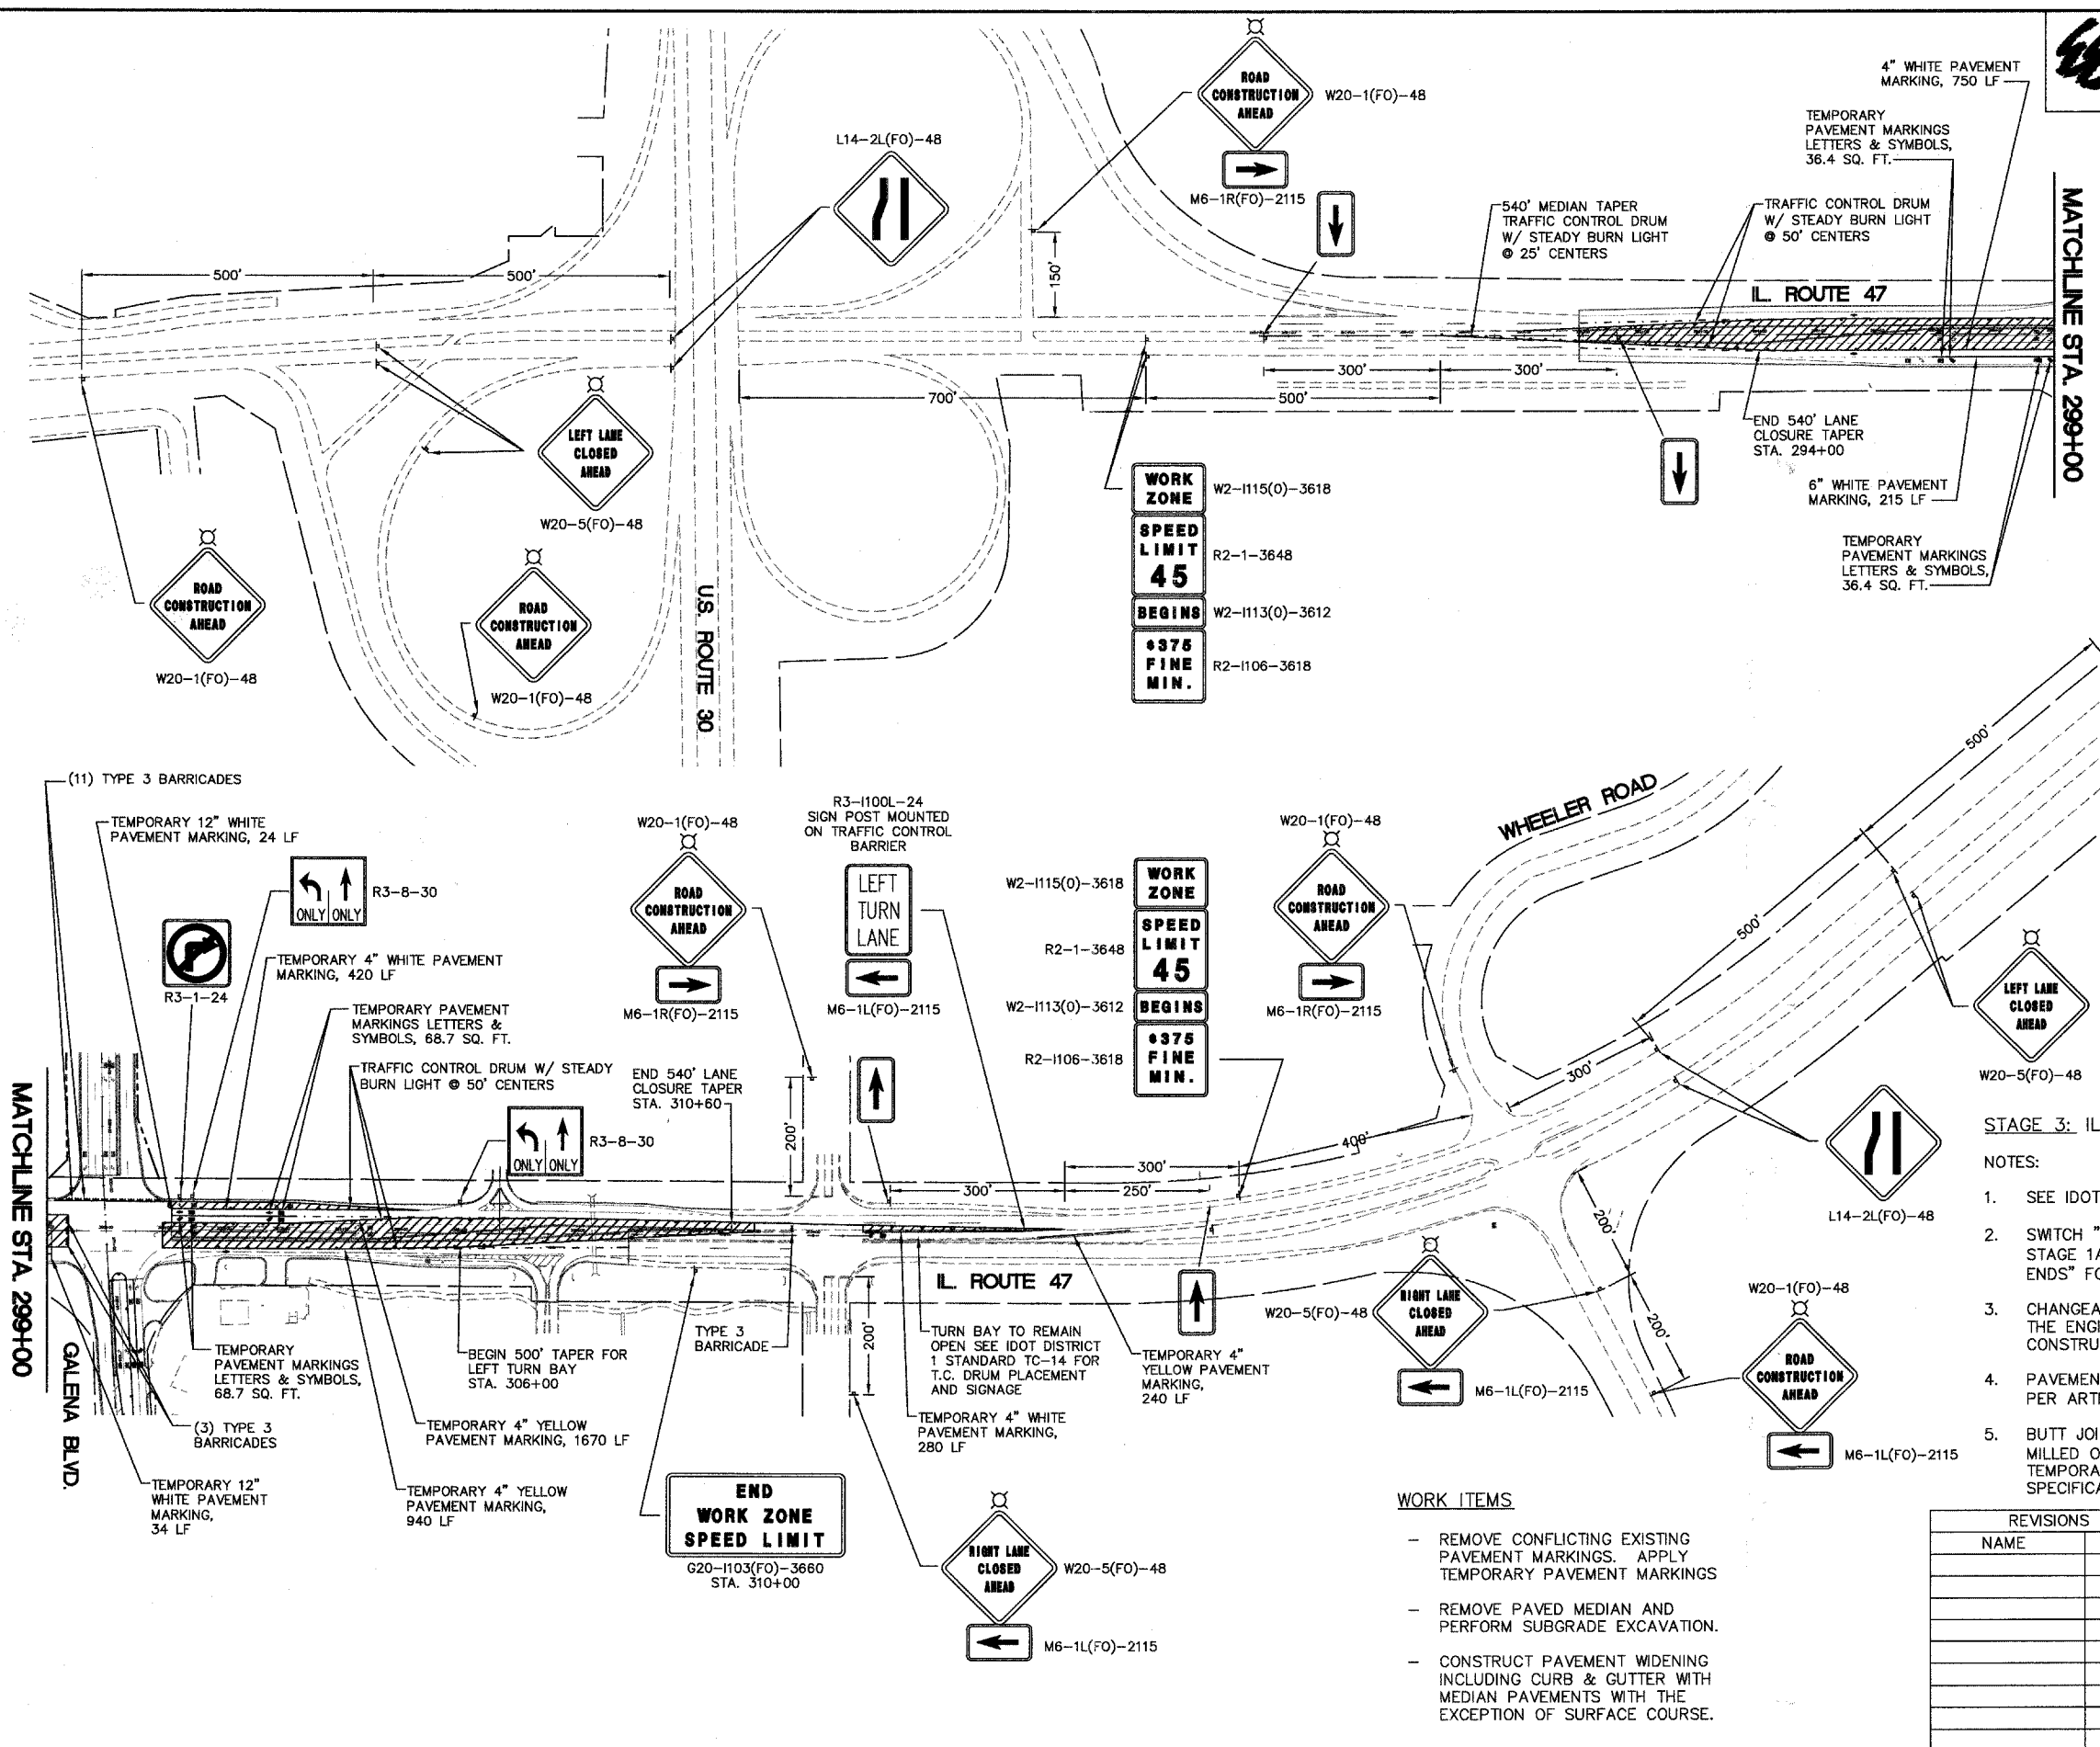 4" WHITE PAVEMENT
MARKING, 750 LF
TEMPORARY
PAVEMENT MARKINGS
LETTERS & SYMBOLS,
36.4 SQ. FT.
ROAD
CONSTRUCTION
AHEAD
W20-1(FO)-48
M6-1R(FO)-2115
L14-2L(FO)-48
540' MEDIAN TAPER
TRAFFIC CONTROL DRUM
W/ STEADY BURN LIGHT
@ 25' CENTERS
TRAFFIC CONTROL DRUM
W/ STEADY BURN LIGHT
@ 50' CENTERS
MATCHLINE STA. 299+00
500'
500'
150'
IL. ROUTE 47
300'
300'
700'
500'
LEFT LANE
CLOSED
AHEAD
W20-5(FO)-48
END 540' LANE
CLOSURE TAPER
STA. 294+00
6" WHITE PAVEMENT
MARKING, 215 LF
WORK
ZONE
W2-I115(O)-3618
SPEED
LIMIT
45
R2-1-3648
BEGINS
W2-I113(O)-3612
$375
FINE
MIN.
R2-I106-3618
TEMPORARY
PAVEMENT MARKINGS
LETTERS & SYMBOLS,
36.4 SQ. FT.
ROAD
CONSTRUCTION
AHEAD
W20-1(FO)-48
ROAD
CONSTRUCTION
AHEAD
W20-1(FO)-48
U.S. ROUTE 30
(11) TYPE 3 BARRICADES
TEMPORARY 12" WHITE
PAVEMENT MARKING, 24 LF
ONLY ONLY
R3-8-30
R3-1-24
TEMPORARY 4" WHITE PAVEMENT
MARKING, 420 LF
TEMPORARY PAVEMENT
MARKINGS LETTERS &
SYMBOLS, 68.7 SQ. FT.
TRAFFIC CONTROL DRUM W/ STEADY
BURN LIGHT @ 50' CENTERS
W20-1(FO)-48
ROAD
CONSTRUCTION
AHEAD
M6-1R(FO)-2115
END 540' LANE
CLOSURE TAPER
STA. 310+60
ONLY ONLY
R3-8-30
R3-I100L-24
SIGN POST MOUNTED
ON TRAFFIC CONTROL
BARRIER
LEFT
TURN
LANE
M6-1L(FO)-2115
W2-I115(O)-3618
WORK
ZONE
R2-1-3648
SPEED
LIMIT
45
W2-I113(O)-3612
BEGINS
R2-I106-3618
$375
FINE
MIN.
W20-1(FO)-48
ROAD
CONSTRUCTION
AHEAD
M6-1R(FO)-2115
WHEELER ROAD
500'
500'
300'
400'
300'
250'
300'
200'
200'
200'
200'
LEFT LANE
CLOSED
AHEAD
W20-5(FO)-48
L14-2L(FO)-48
MATCHLINE STA. 299+00
GALENA BLVD.
IL. ROUTE 47
TEMPORARY
PAVEMENT MARKINGS
LETTERS & SYMBOLS,
68.7 SQ. FT.
(3) TYPE 3
BARRICADES
TEMPORARY 12"
WHITE PAVEMENT
MARKING,
34 LF
BEGIN 500' TAPER FOR
LEFT TURN BAY
STA. 306+00
TEMPORARY 4" YELLOW
PAVEMENT MARKING, 1670 LF
TEMPORARY 4" YELLOW
PAVEMENT MARKING,
940 LF
TYPE 3
BARRICADE
END
WORK ZONE
SPEED LIMIT
G20-I103(FO)-3660
STA. 310+00
TURN BAY TO REMAIN
OPEN SEE IDOT DISTRICT
1 STANDARD TC-14 FOR
T.C. DRUM PLACEMENT
AND SIGNAGE
TEMPORARY 4" WHITE
PAVEMENT MARKING,
280 LF
TEMPORARY 4"
YELLOW PAVEMENT
MARKING,
240 LF
RIGHT LANE
CLOSED
AHEAD
W20-5(FO)-48
M6-1L(FO)-2115
W20-5(FO)-48
RIGHT LANE
CLOSED
AHEAD
M6-1L(FO)-2115
W20-1(FO)-48
ROAD
CONSTRUCTION
AHEAD
M6-1L(FO)-2115
WORK ITEMS
- REMOVE CONFLICTING EXISTING
PAVEMENT MARKINGS. APPLY
TEMPORARY PAVEMENT MARKINGS
- REMOVE PAVED MEDIAN AND
PERFORM SUBGRADE EXCAVATION.
- CONSTRUCT PAVEMENT WIDENING
INCLUDING CURB & GUTTER WITH
MEDIAN PAVEMENTS WITH THE
EXCEPTION OF SURFACE COURSE.
STAGE 3: IL
NOTES:
1. SEE IDOT
2. SWITCH "
STAGE 1A
ENDS" FO
3. CHANGEA
THE ENGI
CONSTRU
4. PAVEMEN
PER ARTI
5. BUTT JOI
MILLED O
TEMPORA
SPECIFICA
REVISIONS
NAME